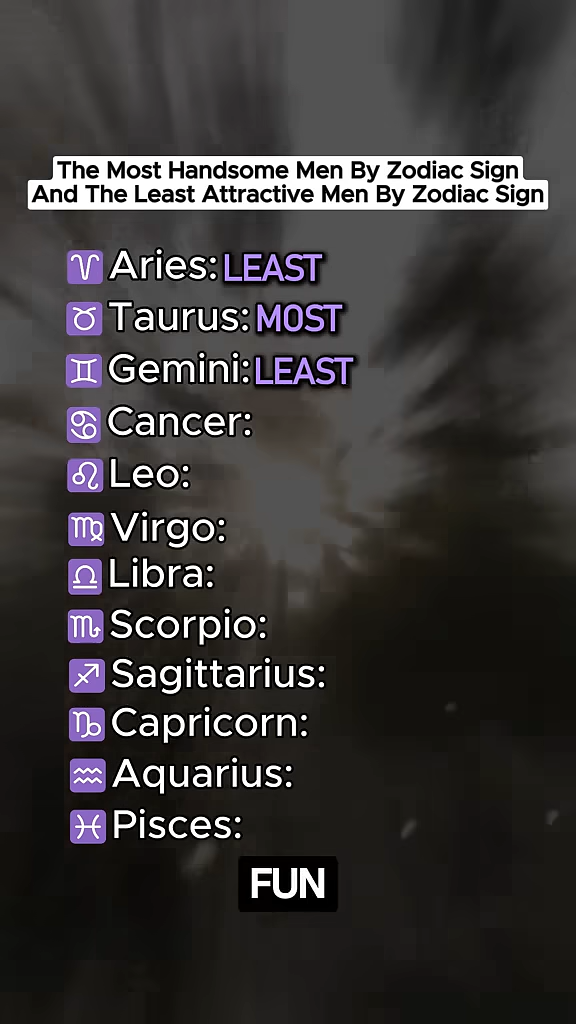 The Most Handsome Men By Zodiac Sign
And The Least Attractive Men By Zodiac Sign
♈ Aries: LEAST
♉ Taurus: MOST
♊ Gemini: LEAST
♋ Cancer:
♌ Leo:
♍ Virgo:
♎ Libra:
♏ Scorpio:
♐ Sagittarius:
♑ Capricorn:
♒ Aquarius:
♓ Pisces:
FUN